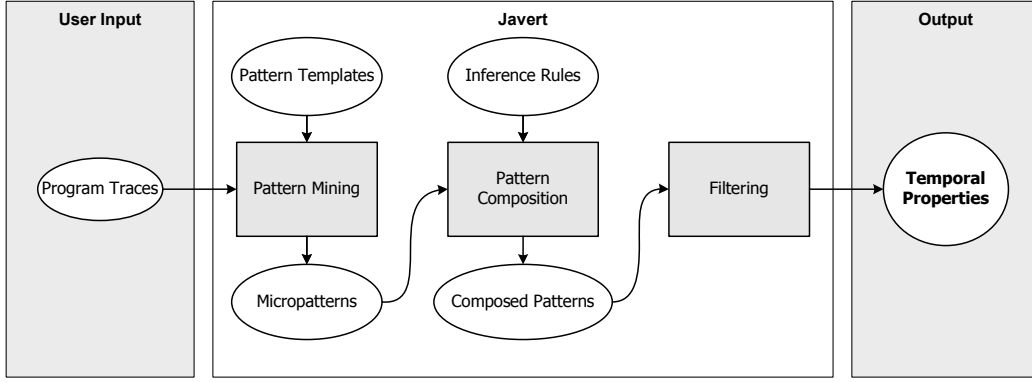 User Input
Javert
Output
Pattern Templates
Inference Rules
Program Traces
Pattern Mining
Pattern
Composition
Filtering
Temporal
Properties
Micropatterns
Composed Patterns